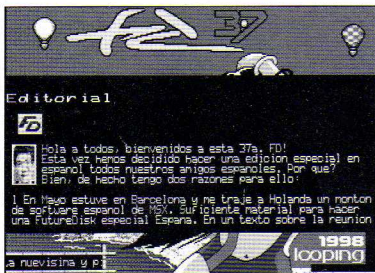 fd 37
Editorial
FD
Hola a todos, bienvenidos a esta 37a. FD!
Esta vez hemos decidido hacer una edicion especial en
espanol todos nuestros amigos espanoles. Por que?
Bien, de hecho tengo dos razones para ello:
1 En Mayo estuve en Barcelona y me traje a Holanda un monton
de software espanol de MSX. Suficiente material para hacer
una FutureDisk especial Espana. En un texto sobre la reunion
1998
looping
a nuevisima y p